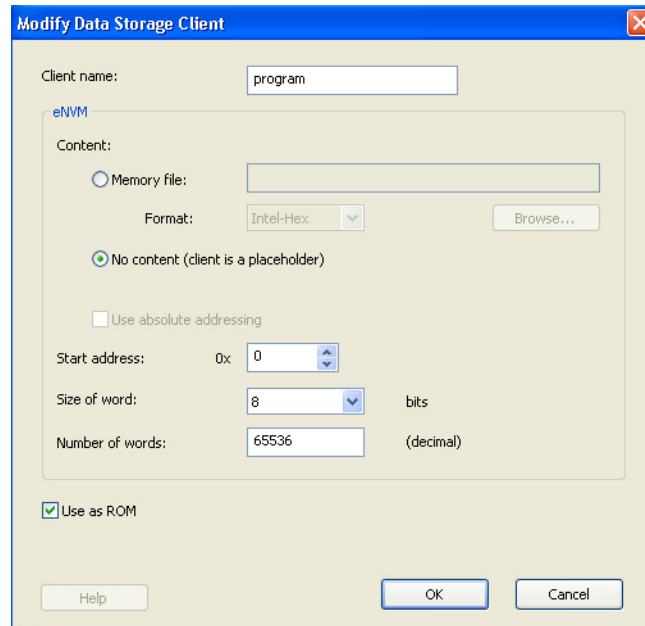 Modify Data Storage Client
Client name: program
eNVM
Content:
Memory file:
Format: Intel-Hex Browse...
No content (client is a placeholder)
Use absolute addressing
Start address: 0x 0
Size of word: 8 bits
Number of words: 65536 (decimal)
Use as ROM
Help OK Cancel